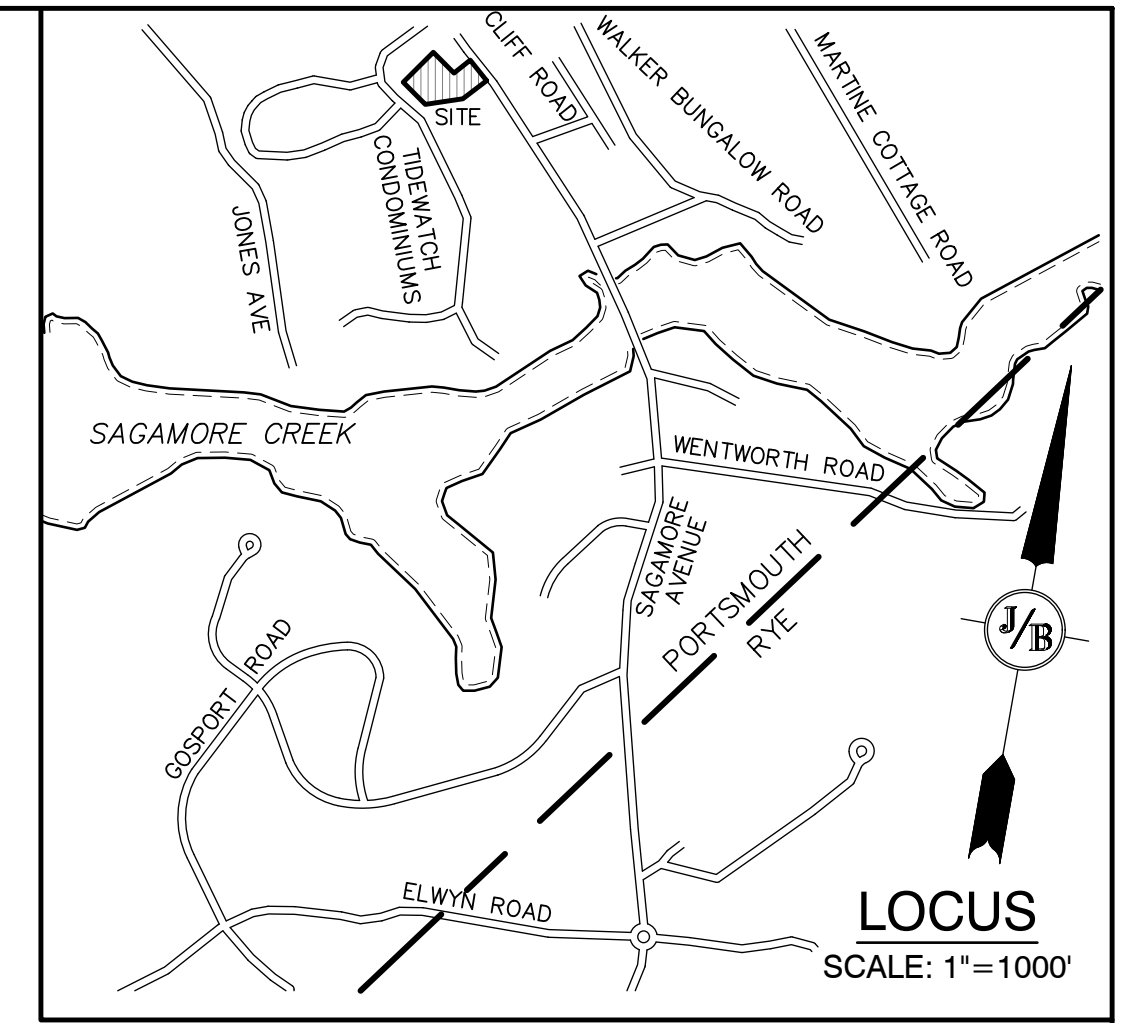 CLIFF ROAD
WALKER BUNGALOW ROAD
MARTINE COTTAGE ROAD
SITE
TIDEWATCH
CONDOMINIUMS
JONES AVE
SAGAMORE CREEK
WENTWORTH ROAD
SAGAMORE
AVENUE
PORTSMOUTH
RYE
J/B
GOSPORT ROAD
ELWYN ROAD
LOCUS
SCALE: 1"=1000'